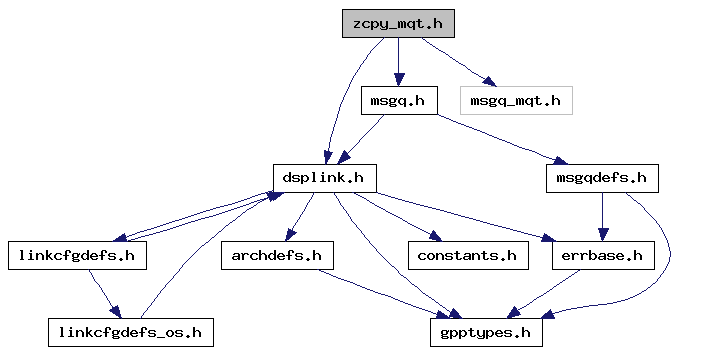 zcpy_mqt.h
msgq.h
msgq_mqt.h
dsplink.h
msgqdefs.h
linkcfgdefs.h
archdefs.h
constants.h
errbase.h
linkcfgdefs_os.h
gpptypes.h